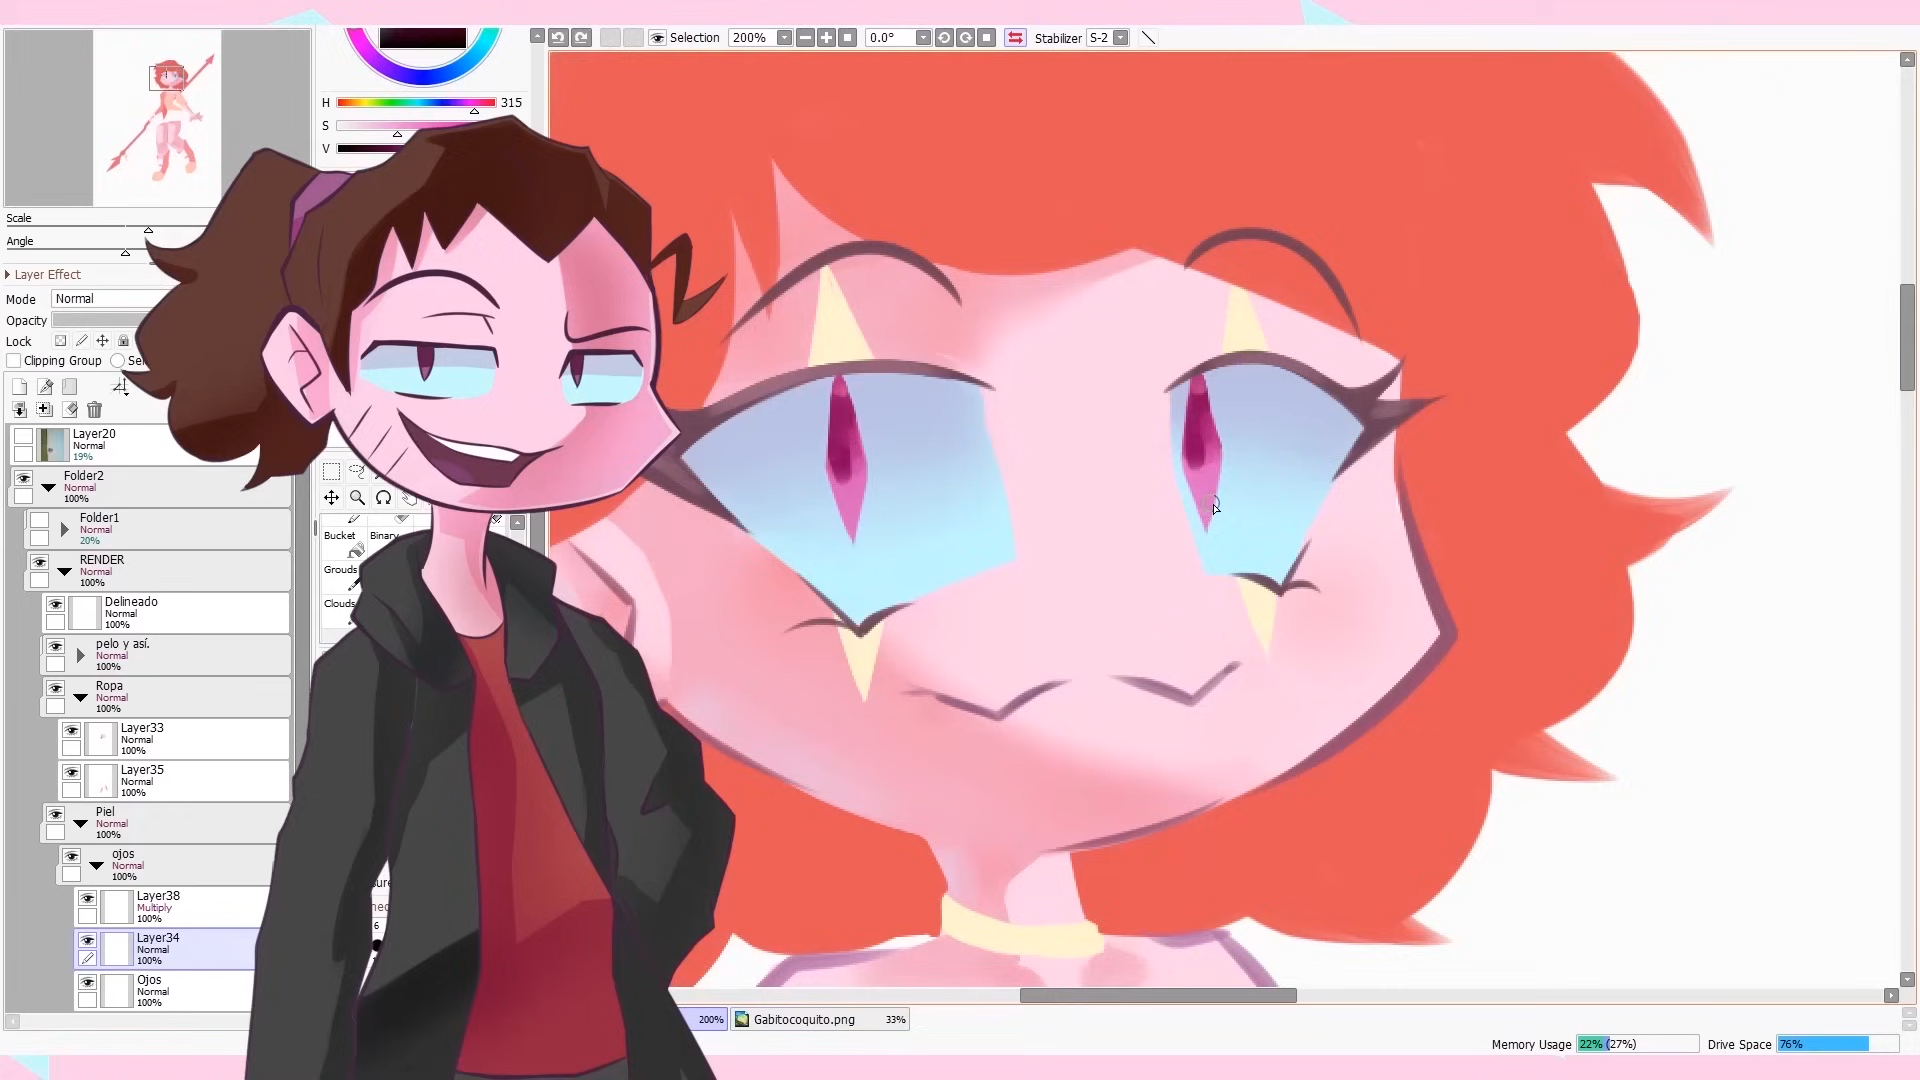 Selection
200%
0.0°
Stabilizer S-2
H 315
S
V
Scale
Angle
Layer Effect
Mode Normal
Opacity
Lock
Clipping Group
Layer20
Normal
19%
Folder2
Normal
100%
Folder1
Normal
20%
RENDER
Normal
100%
Delineado
Normal
100%
pelo y así.
Normal
100%
Ropa
Normal
100%
Layer33
Normal
100%
Layer35
Normal
100%
Piel
Normal
100%
ojos
Normal
100%
Layer38
Multiply
100%
Layer34
Normal
100%
Ojos
Normal
100%
Bucket Binary
Grouds
Clouds
6
200%
Gabitocoquito.png 33%
Memory Usage 22% (27%)
Drive Space 76%